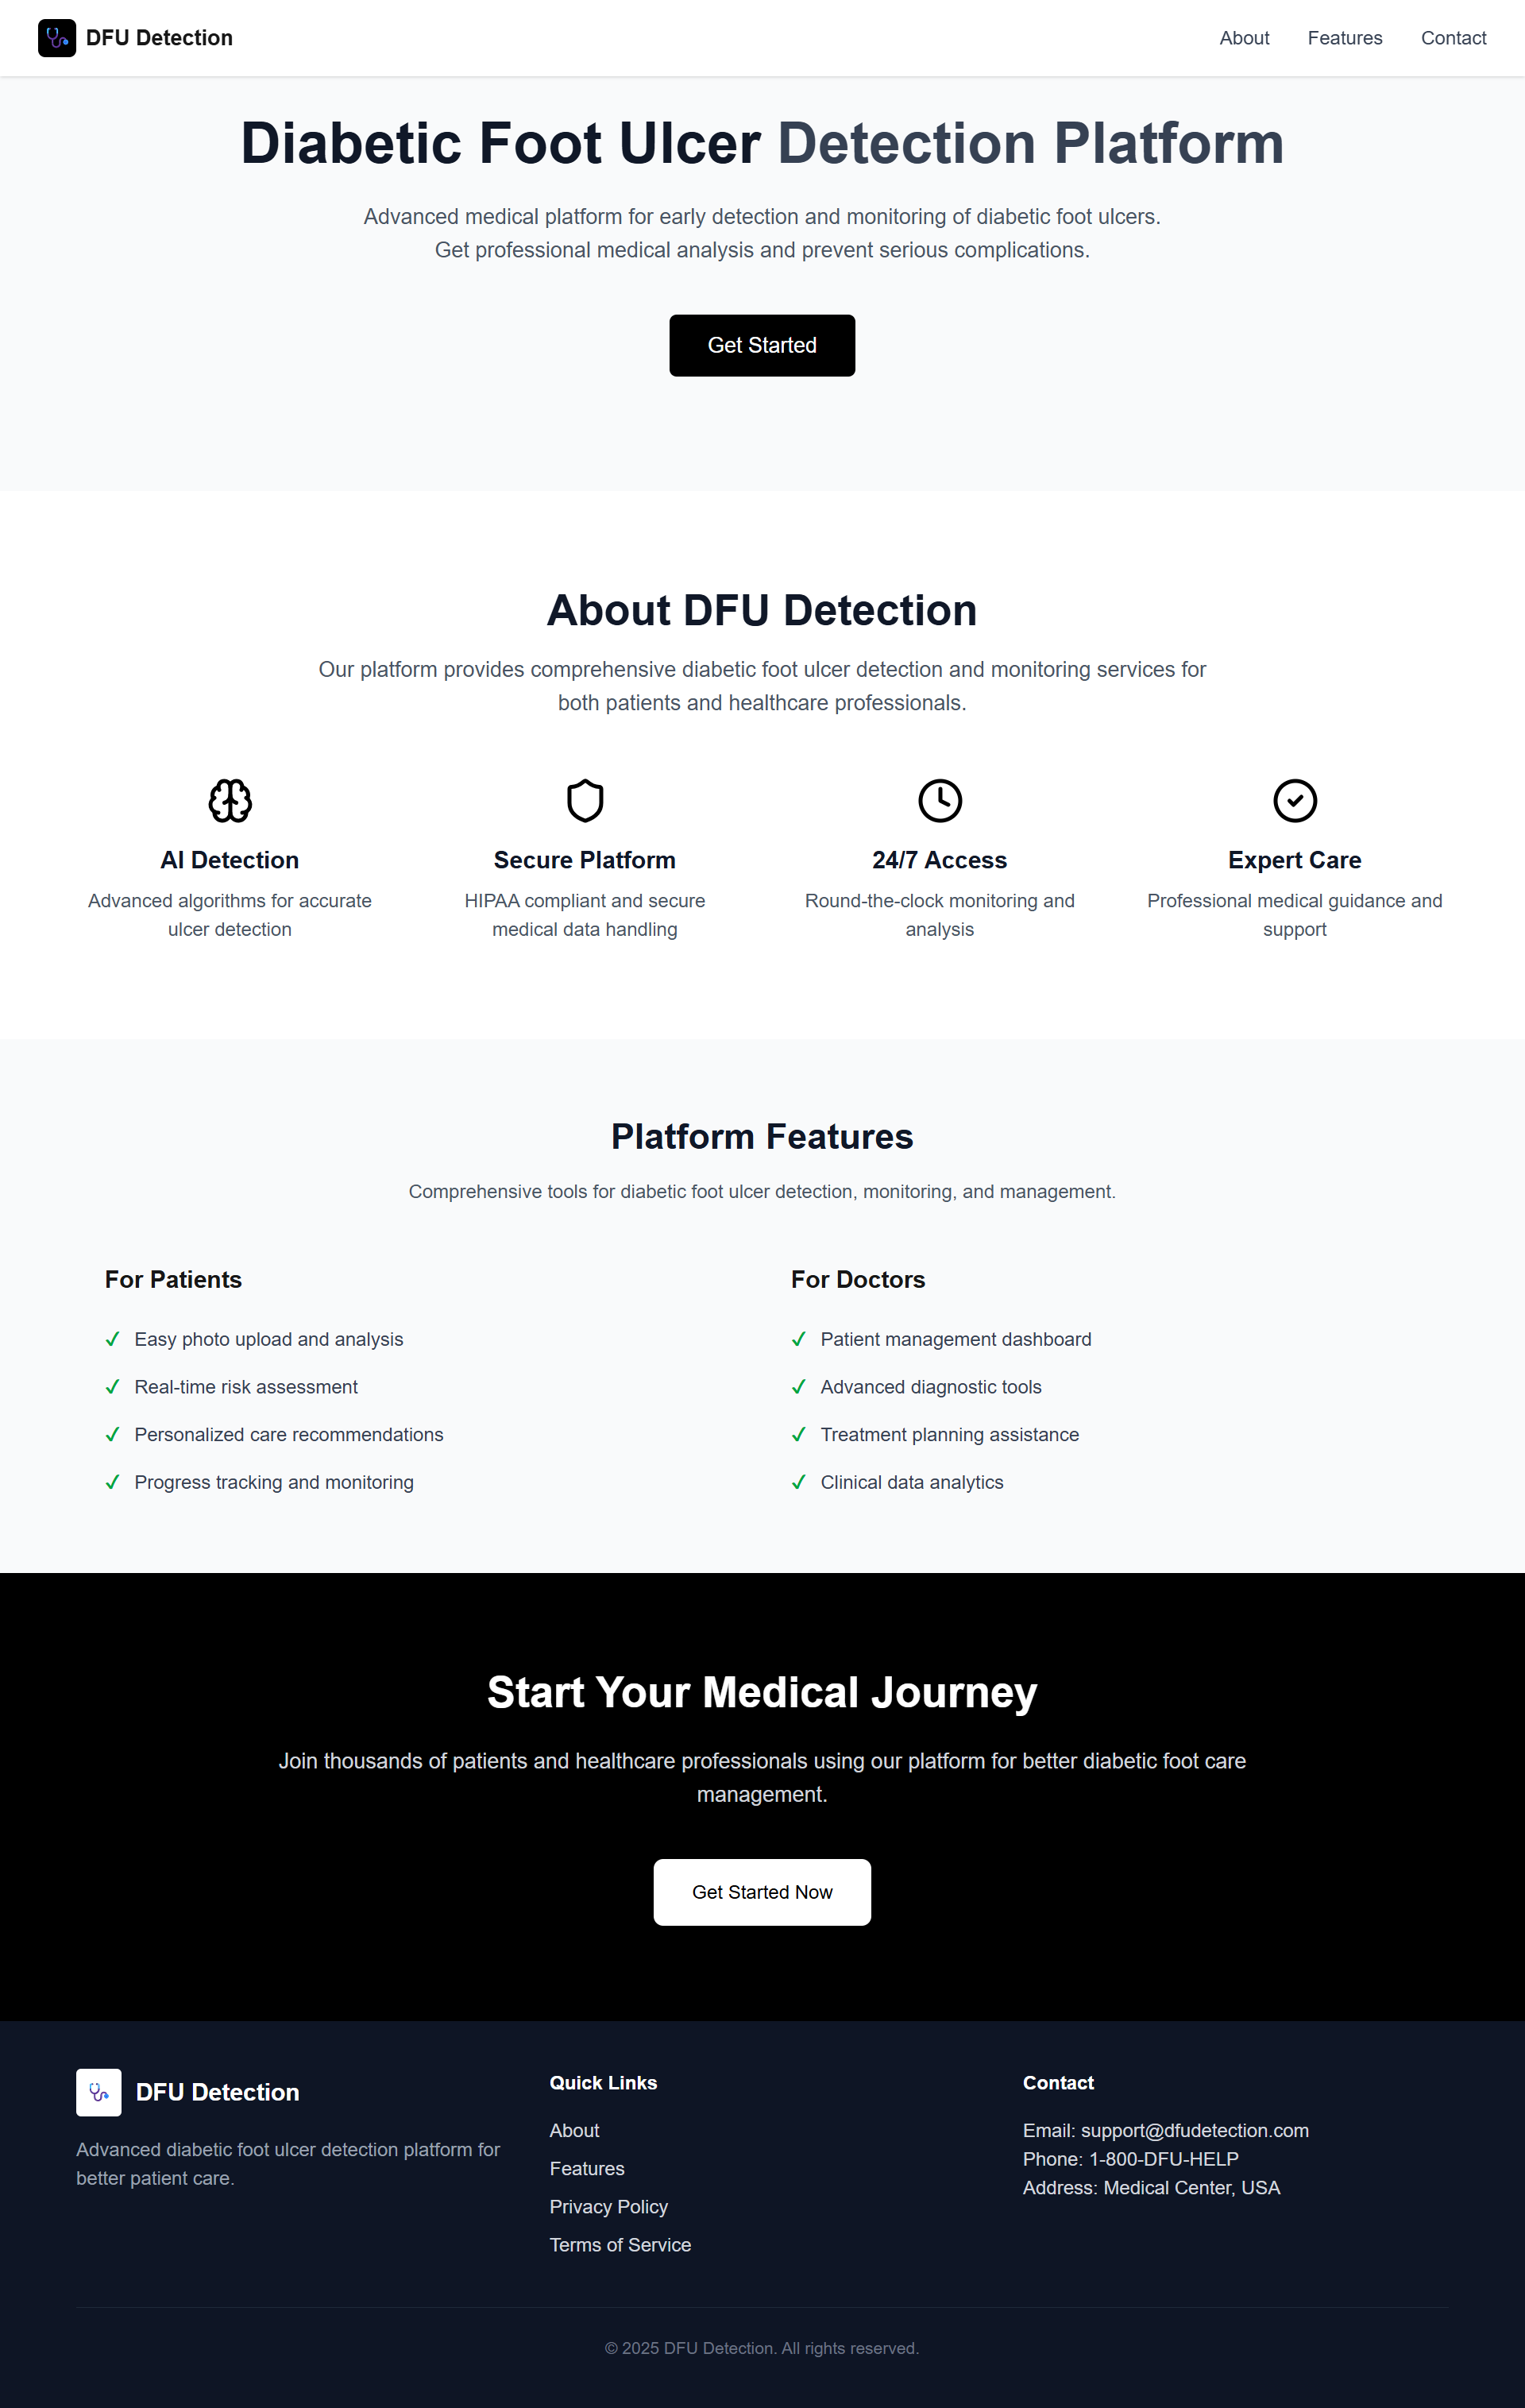 DFU Detection
About
Features
Contact
Diabetic Foot Ulcer Detection Platform
Advanced medical platform for early detection and monitoring of diabetic foot ulcers.
Get professional medical analysis and prevent serious complications.
Get Started
About DFU Detection
Our platform provides comprehensive diabetic foot ulcer detection and monitoring services for
both patients and healthcare professionals.
AI Detection
Advanced algorithms for accurate
ulcer detection
Secure Platform
HIPAA compliant and secure
medical data handling
24/7 Access
Round-the-clock monitoring and
analysis
Expert Care
Professional medical guidance and
support
Platform Features
Comprehensive tools for diabetic foot ulcer detection, monitoring, and management.
For Patients
✓ Easy photo upload and analysis
✓ Real-time risk assessment
✓ Personalized care recommendations
✓ Progress tracking and monitoring
For Doctors
✓ Patient management dashboard
✓ Advanced diagnostic tools
✓ Treatment planning assistance
✓ Clinical data analytics
Start Your Medical Journey
Join thousands of patients and healthcare professionals using our platform for better diabetic foot care
management.
Get Started Now
DFU Detection
Advanced diabetic foot ulcer detection platform for
better patient care.
Quick Links
About
Features
Privacy Policy
Terms of Service
Contact
Email: support@dfudetection.com
Phone: 1-800-DFU-HELP
Address: Medical Center, USA
© 2025 DFU Detection. All rights reserved.